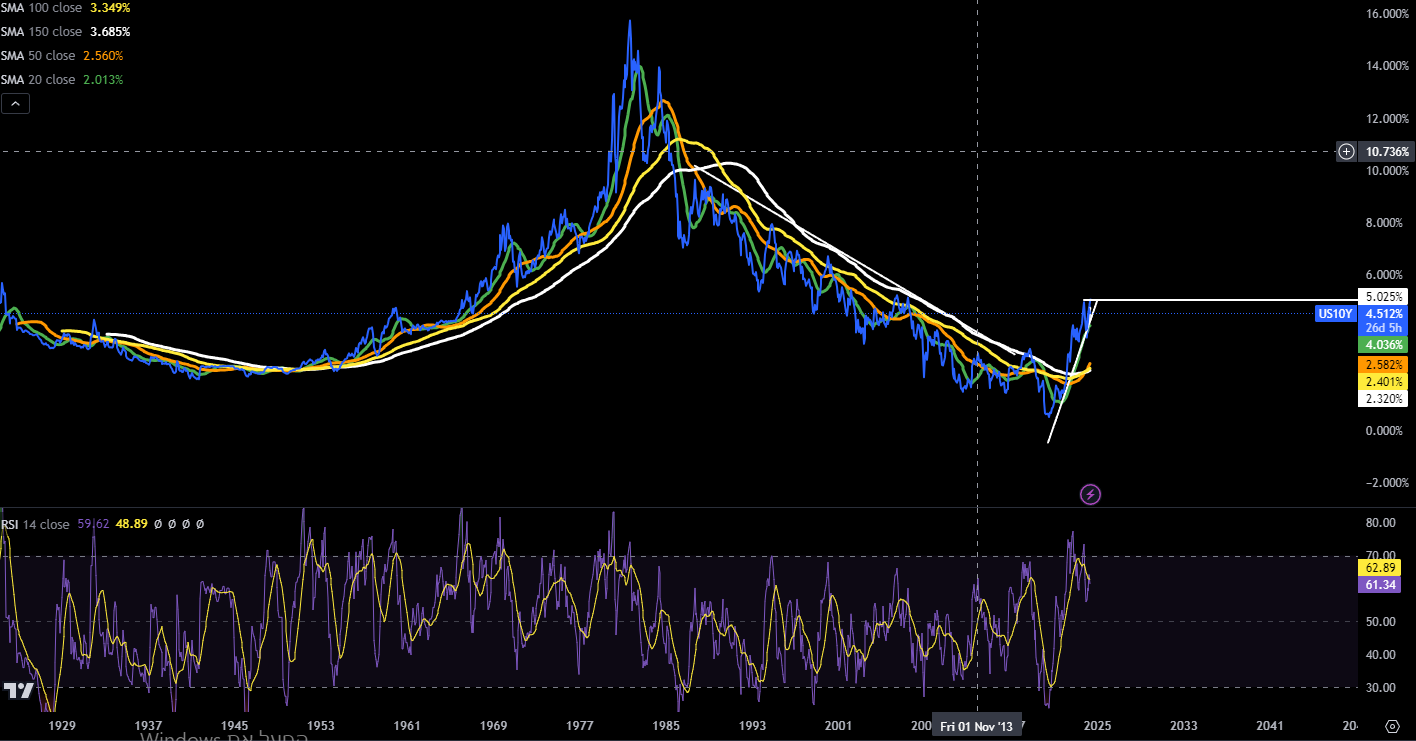 SMA 100 close 3.349%
SMA 150 close 3.685%
SMA 50 close 2.560%
SMA 20 close 2.013%
16.000%
14.000%
12.000%
10.736%
10.000%
8.000%
6.000%
5.025%
US10Y 4.512%
26d 5h
4.036%
2.582%
2.401%
2.320%
0.000%
−2.000%
RSI 14 close 59.62 48.89 Ø Ø Ø Ø
80.00
70.00
62.89
61.34
50.00
40.00
30.00
1929 1937 1945 1953 1961 1969 1977 1985 1993 2001 Fri 01 Nov '13 2025 2033 2041
הפעל את Windows